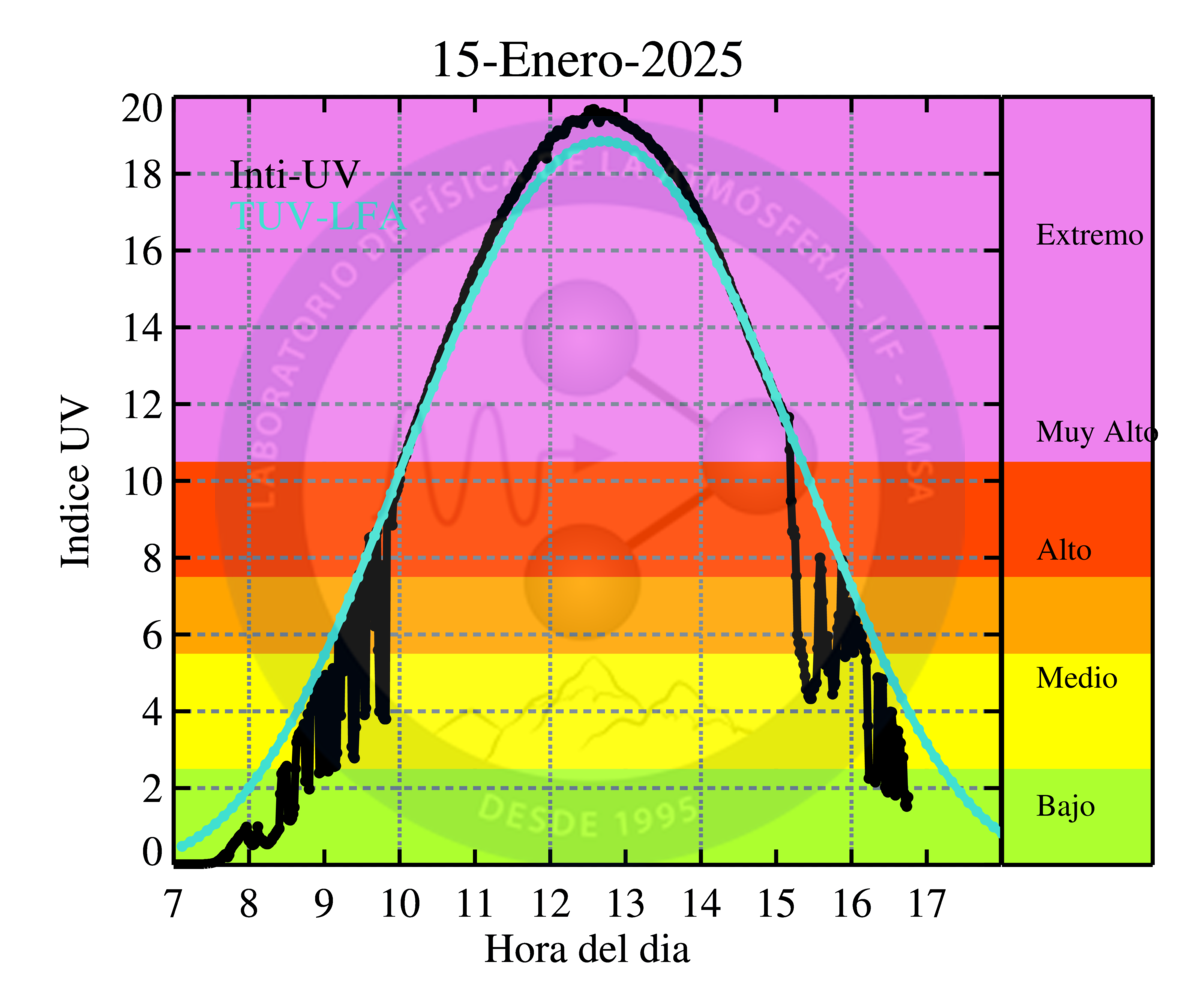 15-Enero-2025
Indice UV
20
18
16
14
12
10
8
6
4
2
0
Inti-UV
TUV-LFA
LABORATORIO DE FÍSICA DE LA ATMÓSFERA - IIF - UMSA
DESDE 1995
Extremo
Muy Alto
Alto
Medio
Bajo
7 8 9 10 11 12 13 14 15 16 17
Hora del dia